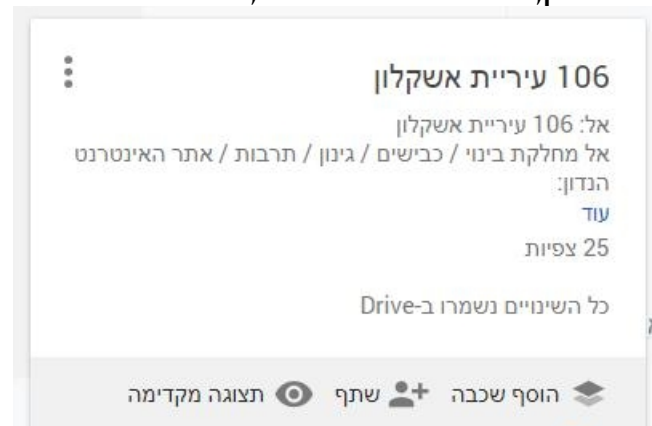 106 עיריית אשקלון
אל: 106 עיריית אשקלון
אל מחלקת בינוי / כבישים / גינון / תרבות / אתר האינטרנט
הנדון:
עוד
25 צפיות
כל השינויים נשמרו ב-Drive
הוסף שכבה שתף תצוגה מקדימה